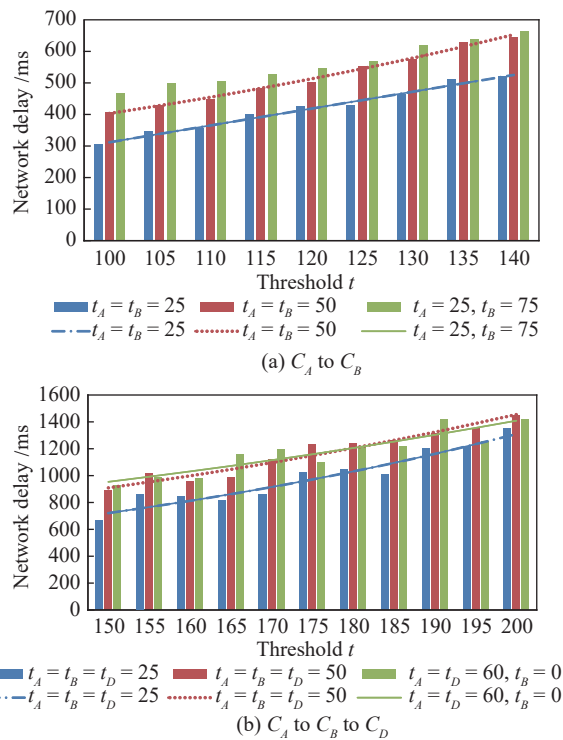 700
600
500
400
300
200
100
0
Network delay /ms
100 105 110 115 120 125 130 135 140
Threshold t
t_A = t_B = 25 t_A = t_B = 50 t_A = 25, t_B = 75
t_A = t_B = 25 t_A = t_B = 50 t_A = 25, t_B = 75
(a) C_A to C_B
1600
1400
1200
1000
800
600
400
200
0
Network delay /ms
150 155 160 165 170 175 180 185 190 195 200
Threshold t
t_A = t_B = t_D = 25 t_A = t_B = t_D = 50 t_A = t_D = 60, t_B = 0
t_A = t_B = t_D = 25 t_A = t_B = t_D = 50 t_A = t_D = 60, t_B = 0
(b) C_A to C_B to C_D